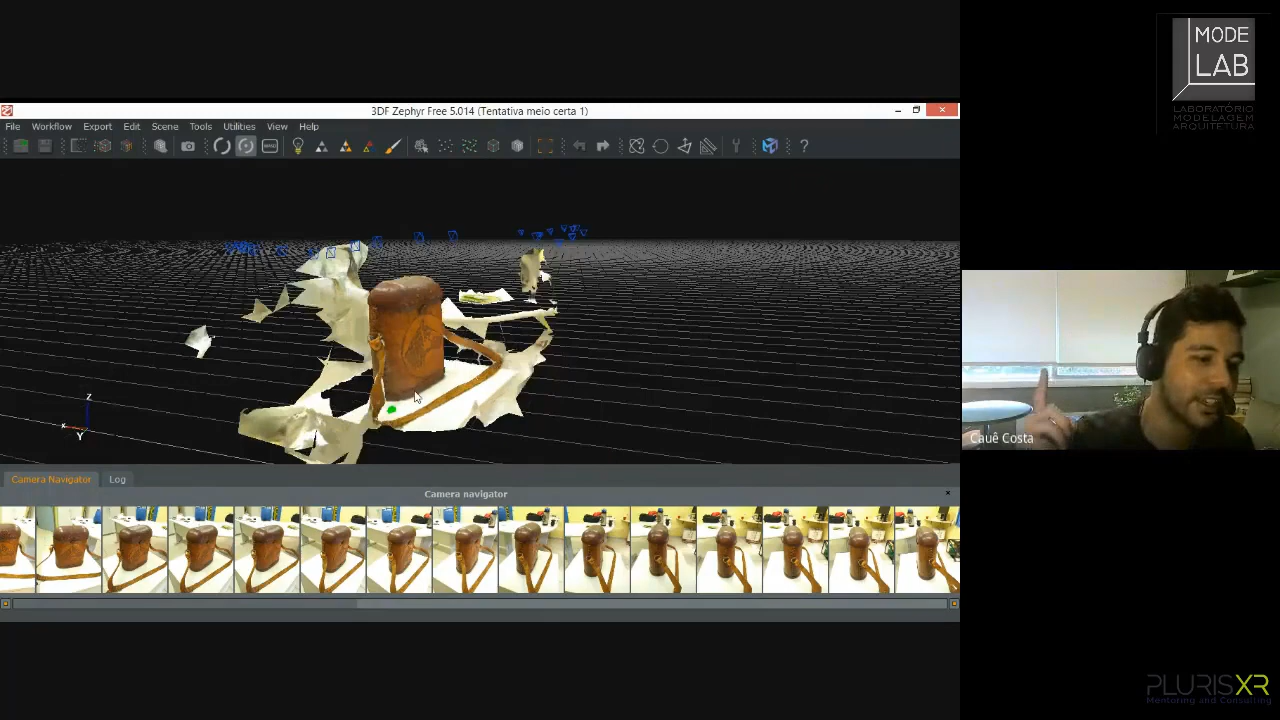 3DF Zephyr Free 5.014 (Tentativa meio certa 1)
File Workflow Export Edit Scene Tools Utilities View Help
Z
X
Y
Camera Navigator Log
Camera navigator
MODE
LAB
LABORATÓRIO
MODELAGEM
ARQUITETURA
Cauê Costa
PLURISXR
Mentoring and Consulting